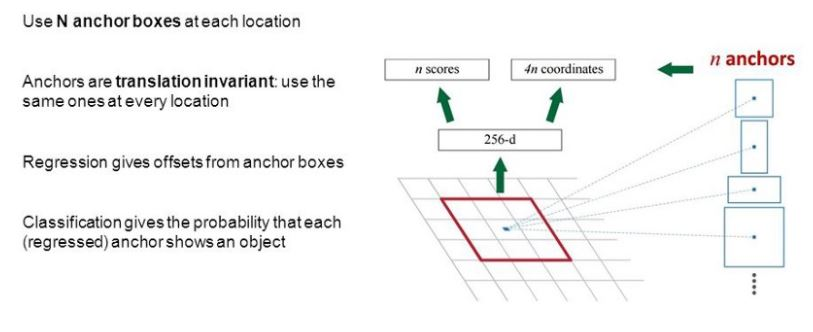 Use N anchor boxes at each location
Anchors are translation invariant: use the
same ones at every location
Regression gives offsets from anchor boxes
Classification gives the probability that each
(regressed) anchor shows an object
n scores
4n coordinates
n anchors
256-d